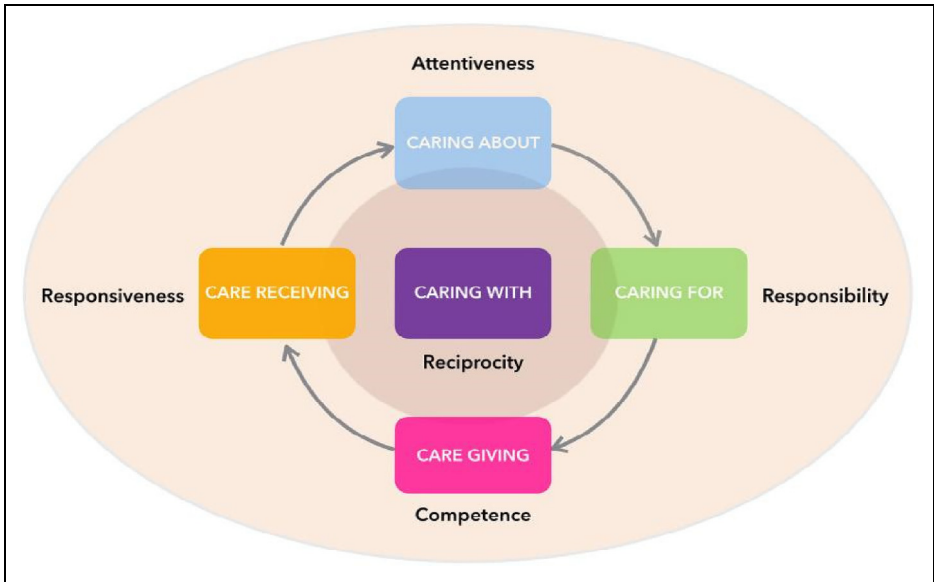 Attentiveness
CARING ABOUT
Responsiveness
CARE RECEIVING
CARING WITH
CARING FOR
Responsibility
Reciprocity
CARE GIVING
Competence